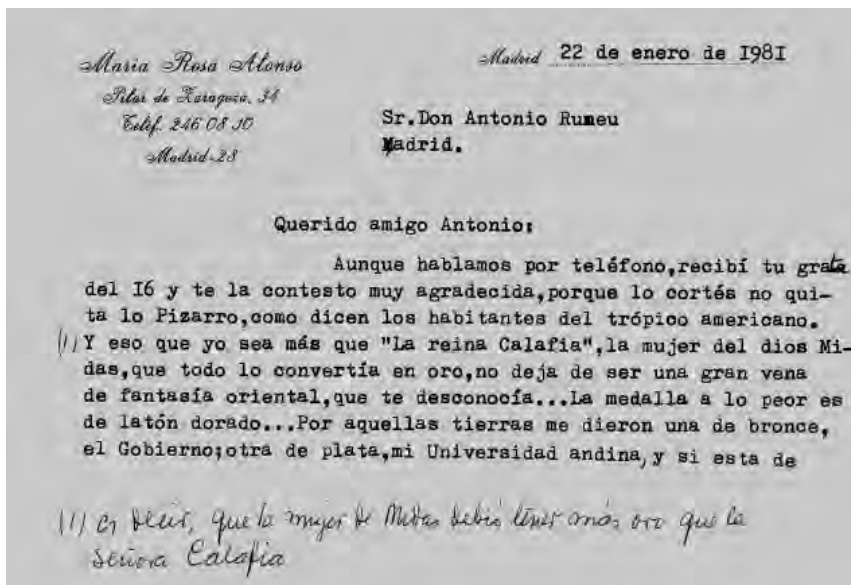 Maria Rosa Alonso
Pilar de Zaragoza, 34
Teléf. 246 08 10
Madrid-28
Madrid 22 de enero de I98I
Sr.Don Antonio Rumeu
Madrid.
Querido amigo Antonio:
Aunque hablamos por teléfono,recibí tu grata
del I6 y te la contesto muy agradecida,porque lo cortés no qui-
ta lo Pizarro,como dicen los habitantes del trópico americano.
(1) Y eso que yo sea más que "La reina Calafia",la mujer del dios Mi-
das,que todo lo convertía en oro,no deja de ser una gran vena
de fantasía oriental,que te desconocía...La medalla a lo peor es
de latón dorado...Por aquellas tierras me dieron una de bronce,
el Gobierno;otra de plata,mi Universidad andina, y si esta de
(1) Es decir, que la mujer de Midas debió tener más oro que la
señora Calafia